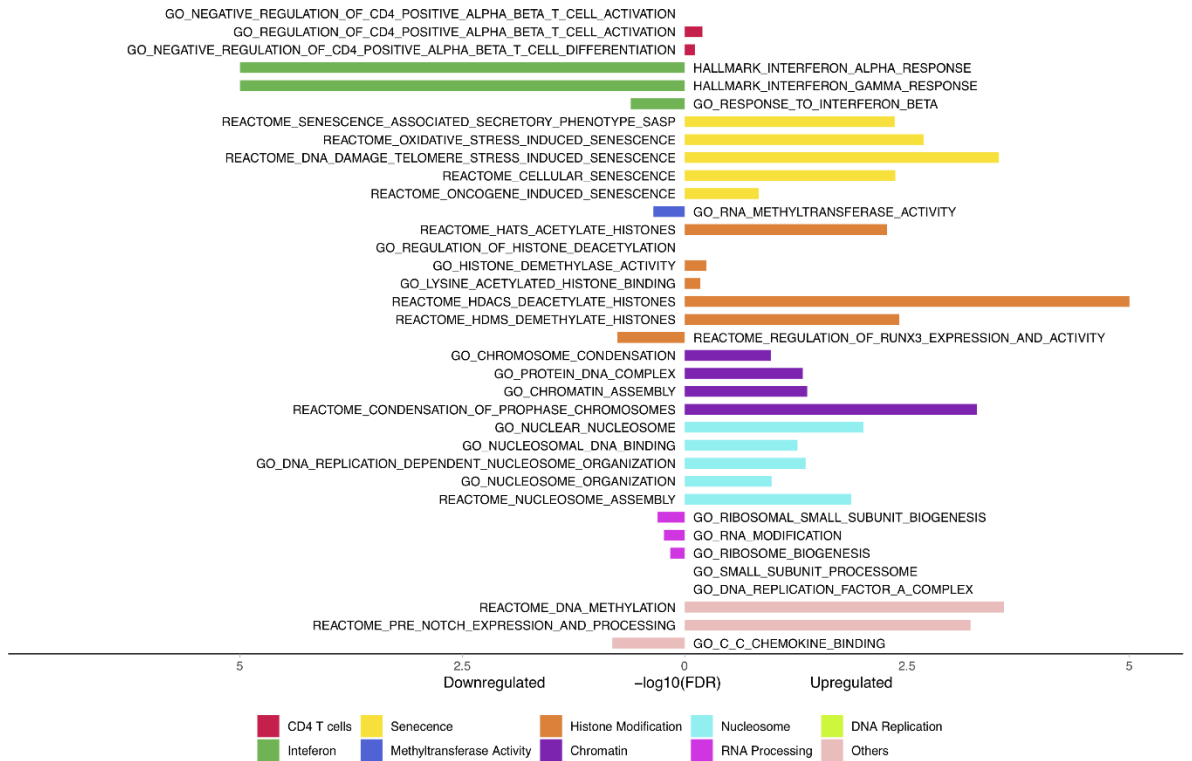 GO_NEGATIVE_REGULATION_OF_CD4_POSITIVE_ALPHA_BETA_T_CELL_ACTIVATION
GO_REGULATION_OF_CD4_POSITIVE_ALPHA_BETA_T_CELL_ACTIVATION
GO_NEGATIVE_REGULATION_OF_CD4_POSITIVE_ALPHA_BETA_T_CELL_DIFFERENTIATION
HALLMARK_INTERFERON_ALPHA_RESPONSE
HALLMARK_INTERFERON_GAMMA_RESPONSE
GO_RESPONSE_TO_INTERFERON_BETA
REACTOME_SENESCENCE_ASSOCIATED_SECRETORY_PHENOTYPE_SASP
REACTOME_OXIDATIVE_STRESS_INDUCED_SENESCENCE
REACTOME_DNA_DAMAGE_TELOMERE_STRESS_INDUCED_SENESCENCE
REACTOME_CELLULAR_SENESCENCE
REACTOME_ONCOGENE_INDUCED_SENESCENCE
GO_RNA_METHYLTRANSFERASE_ACTIVITY
REACTOME_HATS_ACETYLATE_HISTONES
GO_REGULATION_OF_HISTONE_DEACETYLATION
GO_HISTONE_DEMETHYLASE_ACTIVITY
GO_LYSINE_ACETYLATED_HISTONE_BINDING
REACTOME_HDACS_DEACETYLATE_HISTONES
REACTOME_HDMS_DEMETHYLATE_HISTONES
REACTOME_REGULATION_OF_RUNX3_EXPRESSION_AND_ACTIVITY
GO_CHROMOSOME_CONDENSATION
GO_PROTEIN_DNA_COMPLEX
GO_CHROMATIN_ASSEMBLY
REACTOME_CONDENSATION_OF_PROPHASE_CHROMOSOMES
GO_NUCLEAR_NUCLEOSOME
GO_NUCLEOSOMAL_DNA_BINDING
GO_DNA_REPLICATION_DEPENDENT_NUCLEOSOME_ORGANIZATION
GO_NUCLEOSOME_ORGANIZATION
REACTOME_NUCLEOSOME_ASSEMBLY
GO_RIBOSOMAL_SMALL_SUBUNIT_BIOGENESIS
GO_RNA_MODIFICATION
GO_RIBOSOME_BIOGENESIS
GO_SMALL_SUBUNIT_PROCESSOME
GO_DNA_REPLICATION_FACTOR_A_COMPLEX
REACTOME_DNA_METHYLATION
REACTOME_PRE_NOTCH_EXPRESSION_AND_PROCESSING
GO_C_C_CHEMOKINE_BINDING
5 2.5 0 2.5 5
Downregulated −log10(FDR) Upregulated
CD4 T cells Senecence Histone Modification Nucleosome DNA Replication
Inteferon Methyltransferase Activity Chromatin RNA Processing Others